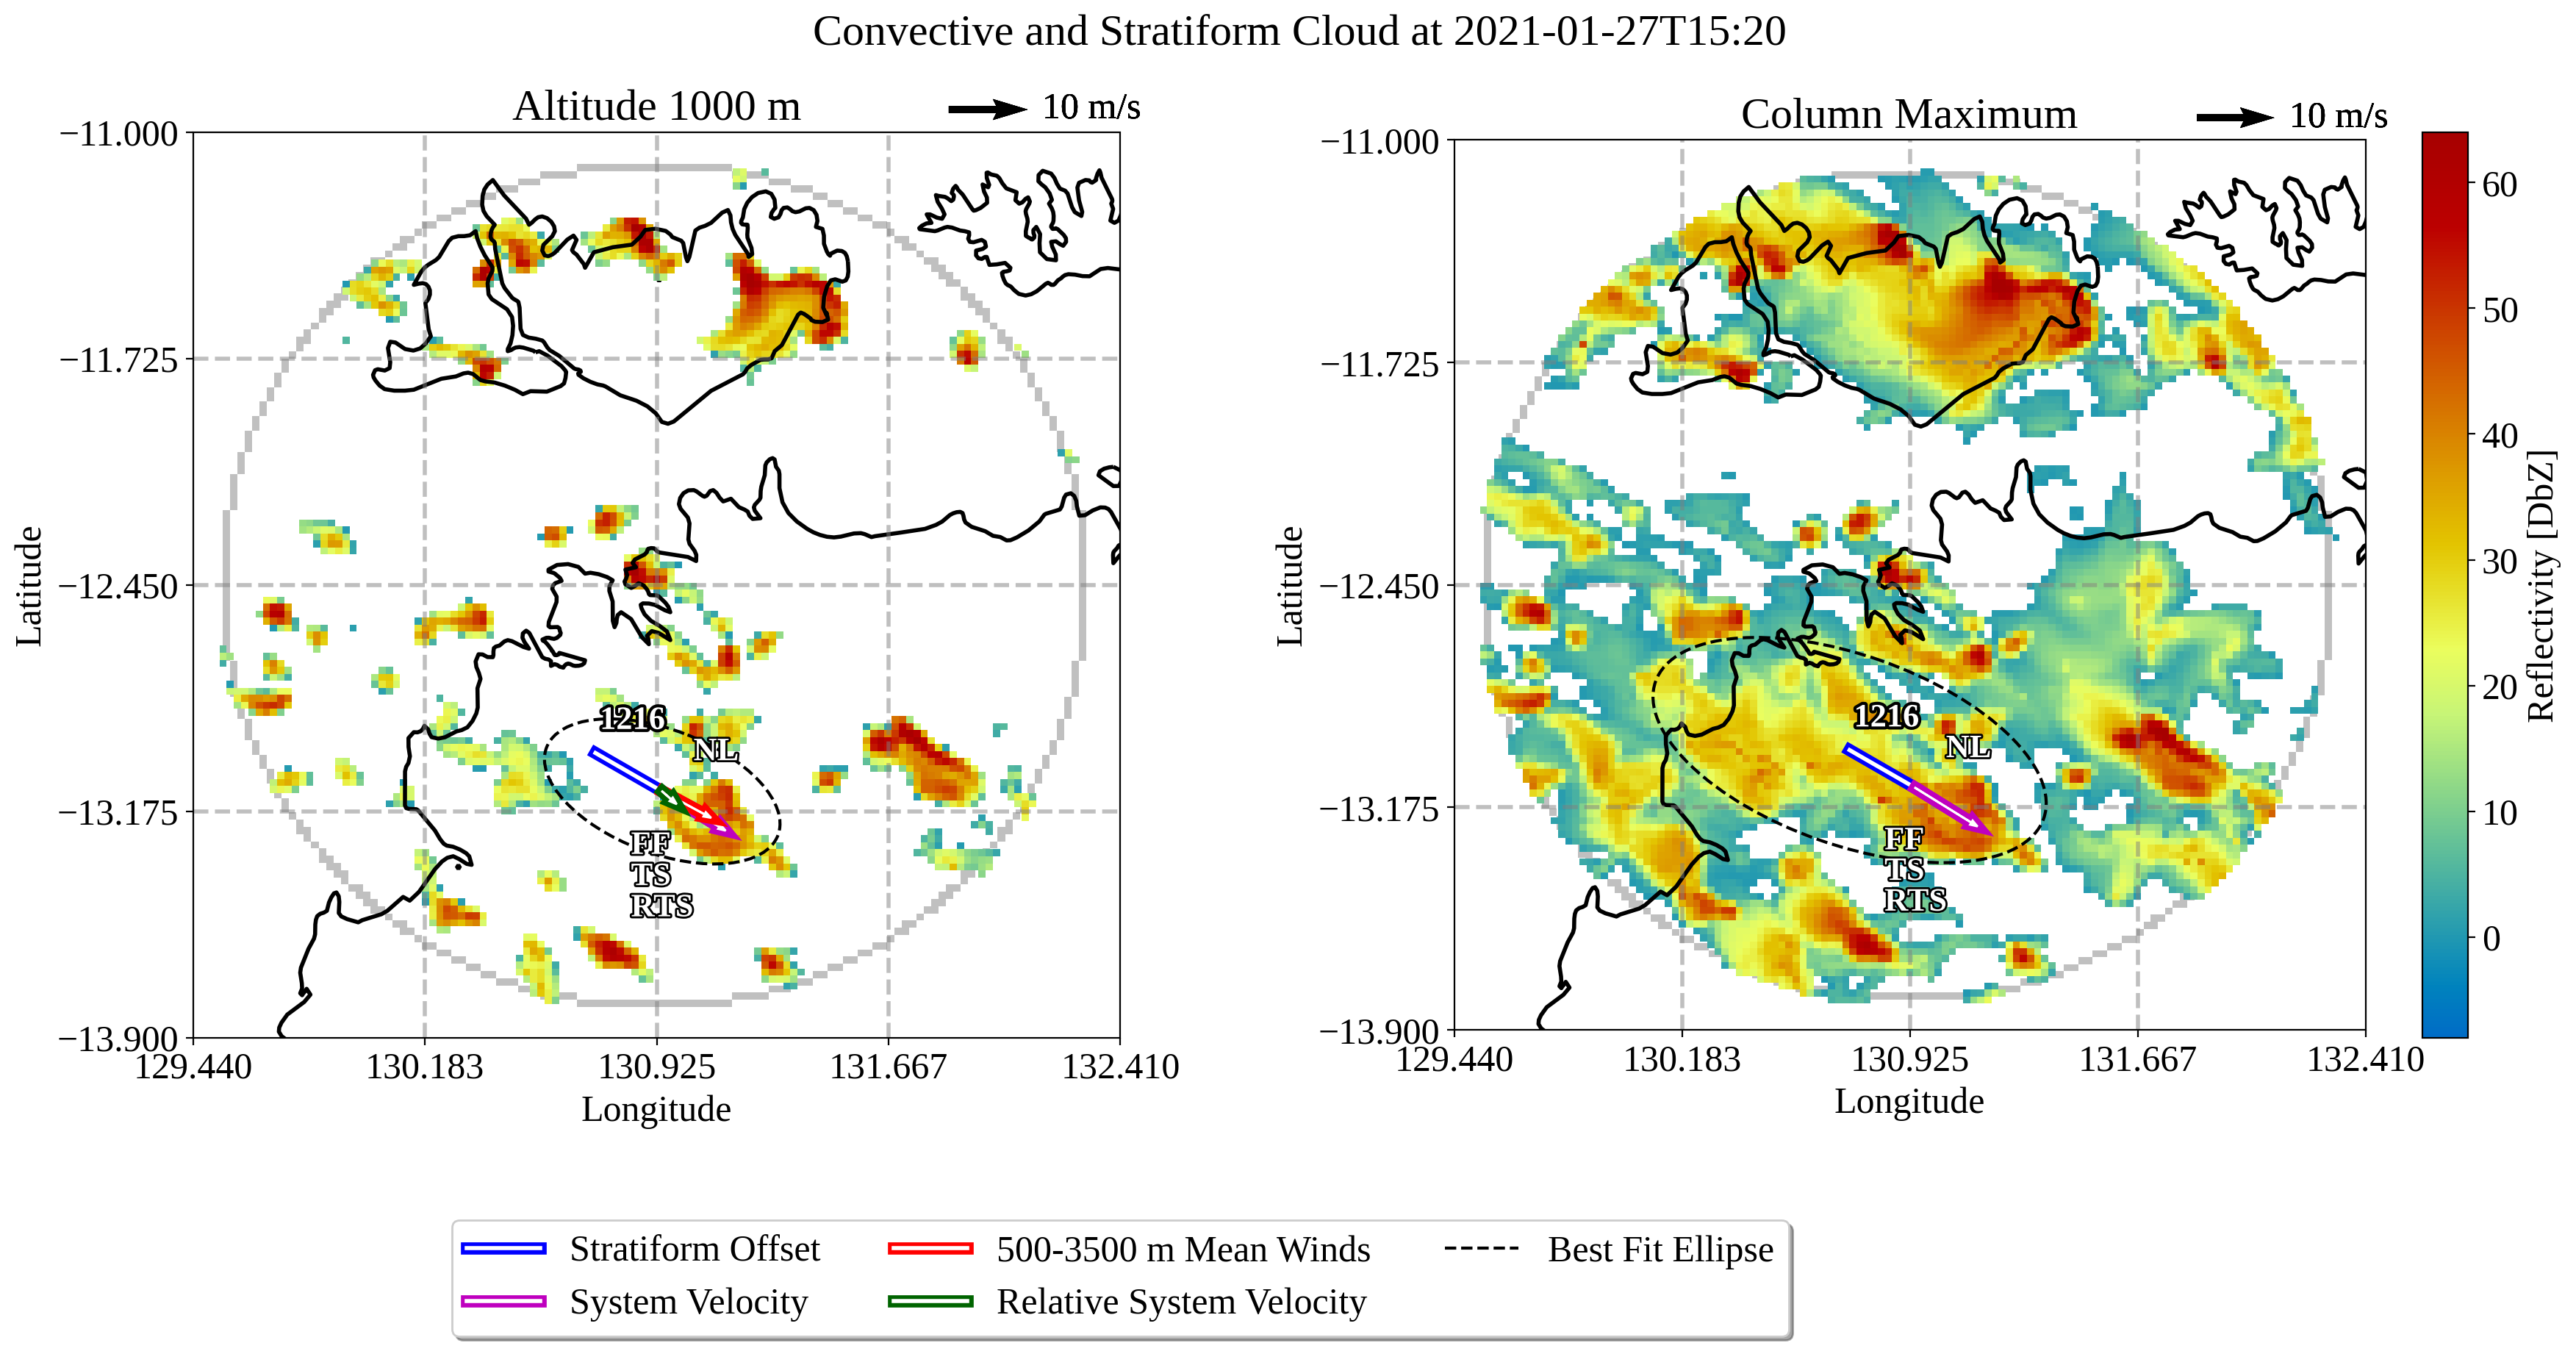 Convective and Stratiform Cloud at 2021-01-27T15:20
Altitude 1000 m
10 m/s
−11.000
−11.725
−12.450
−13.175
−13.900
Latitude
129.440
130.183
130.925
131.667
132.410
Longitude
1216
NL
FF
TS
RTS
Column Maximum
10 m/s
−11.000
−11.725
−12.450
−13.175
−13.900
Latitude
129.440
130.183
130.925
131.667
132.410
Longitude
1216
NL
FF
TS
RTS
60
50
40
30
20
10
0
Reflectivity [DbZ]
Stratiform Offset
System Velocity
500-3500 m Mean Winds
Relative System Velocity
Best Fit Ellipse